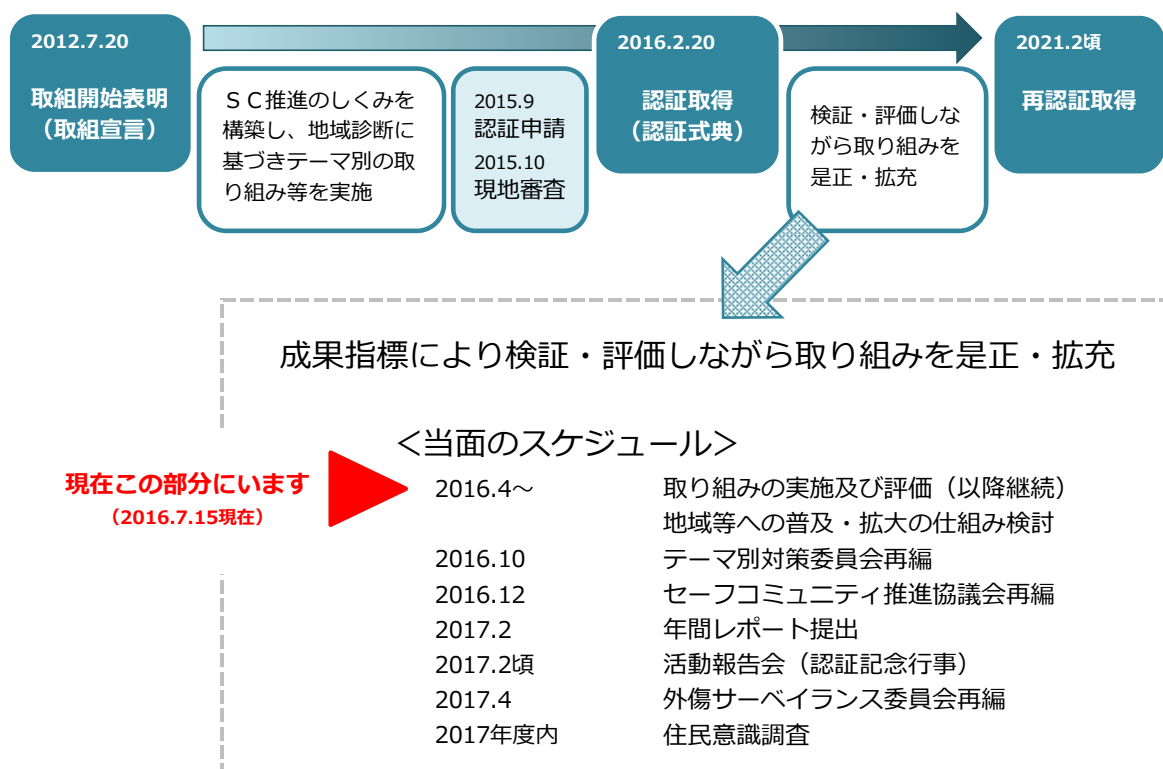 2012.7.20
取組開始表明
（取組宣言）
ＳＣ推進のしくみを
構築し、地域診断に
基づきテーマ別の取
り組み等を実施
2015.9
認証申請
2015.10
現地審査
2016.2.20
認証取得
（認証式典）
検証・評価しな
がら取り組みを
是正・拡充
2021.2頃
再認証取得
成果指標により検証・評価しながら取り組みを是正・拡充
＜当面のスケジュール＞
現在この部分にいます
（2016.7.15現在）
2016.4～ 取り組みの実施及び評価（以降継続）
地域等への普及・拡大の仕組み検討
2016.10 テーマ別対策委員会再編
2016.12 セーフコミュニティ推進協議会再編
2017.2 年間レポート提出
2017.2頃 活動報告会（認証記念行事）
2017.4 外傷サーベイランス委員会再編
2017年度内 住民意識調査